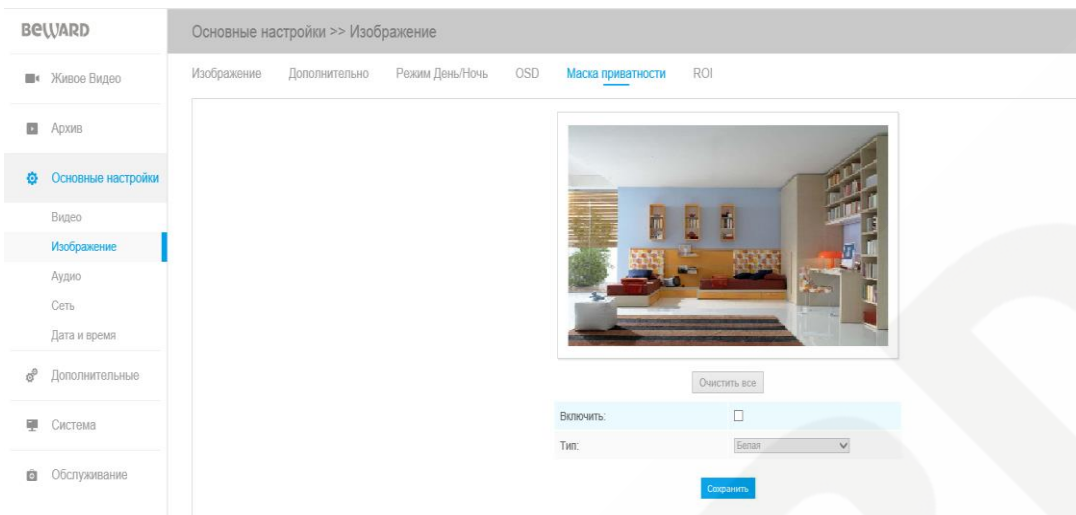 BEWARD
Основные настройки >> Изображение
Живое Видео
Архив
Основные настройки
Видео
Изображение
Аудио
Сеть
Дата и время
Дополнительные
Система
Обслуживание
Изображение Дополнительно Режим День/Ночь OSD Маска приватности ROI
Очистить все
Включить:
Тип: Белая
Сохранить